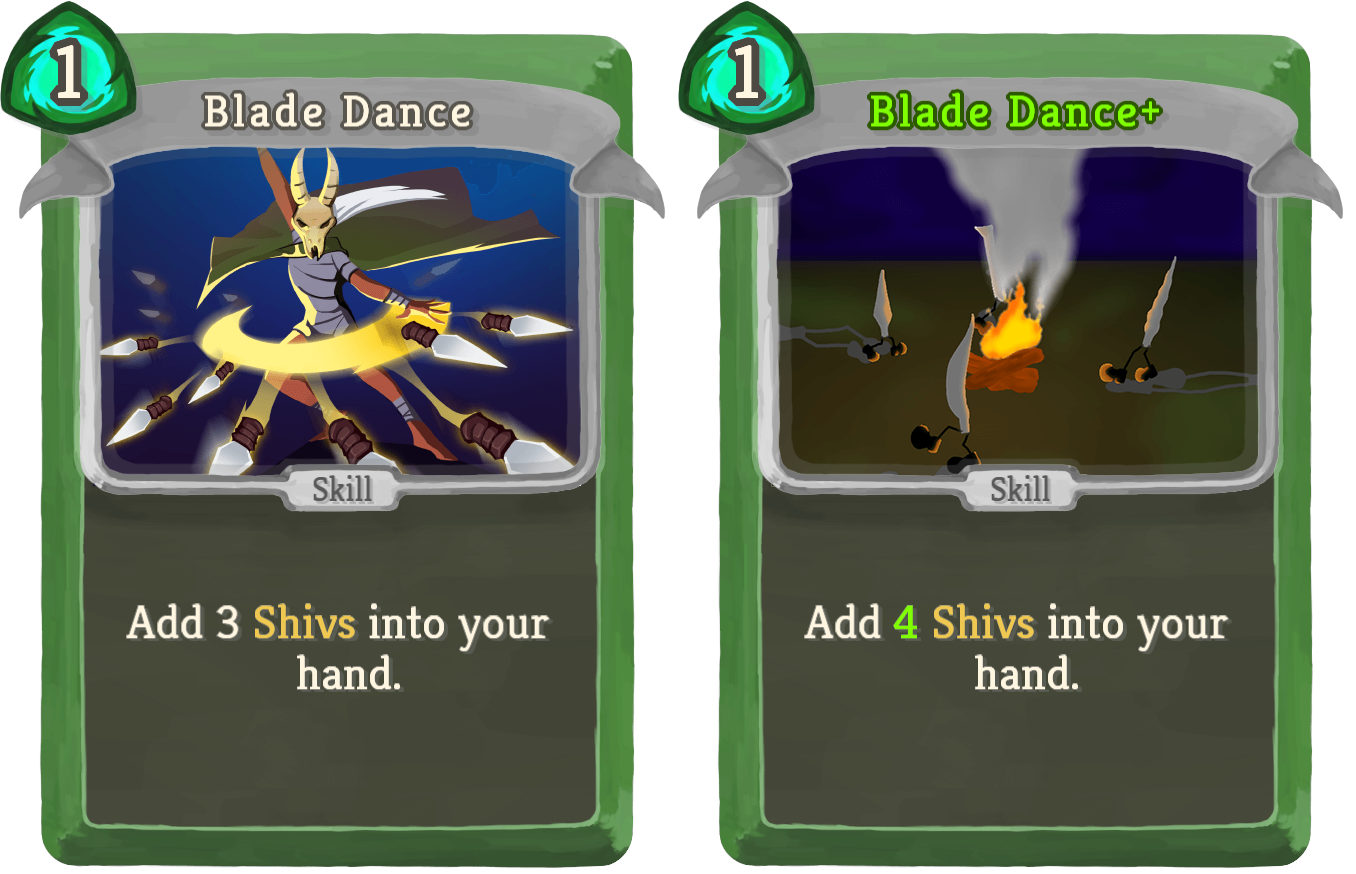 1
Blade Dance
Skill
Add 3 Shivs into your
hand.
1
Blade Dance+
Skill
Add 4 Shivs into your
hand.